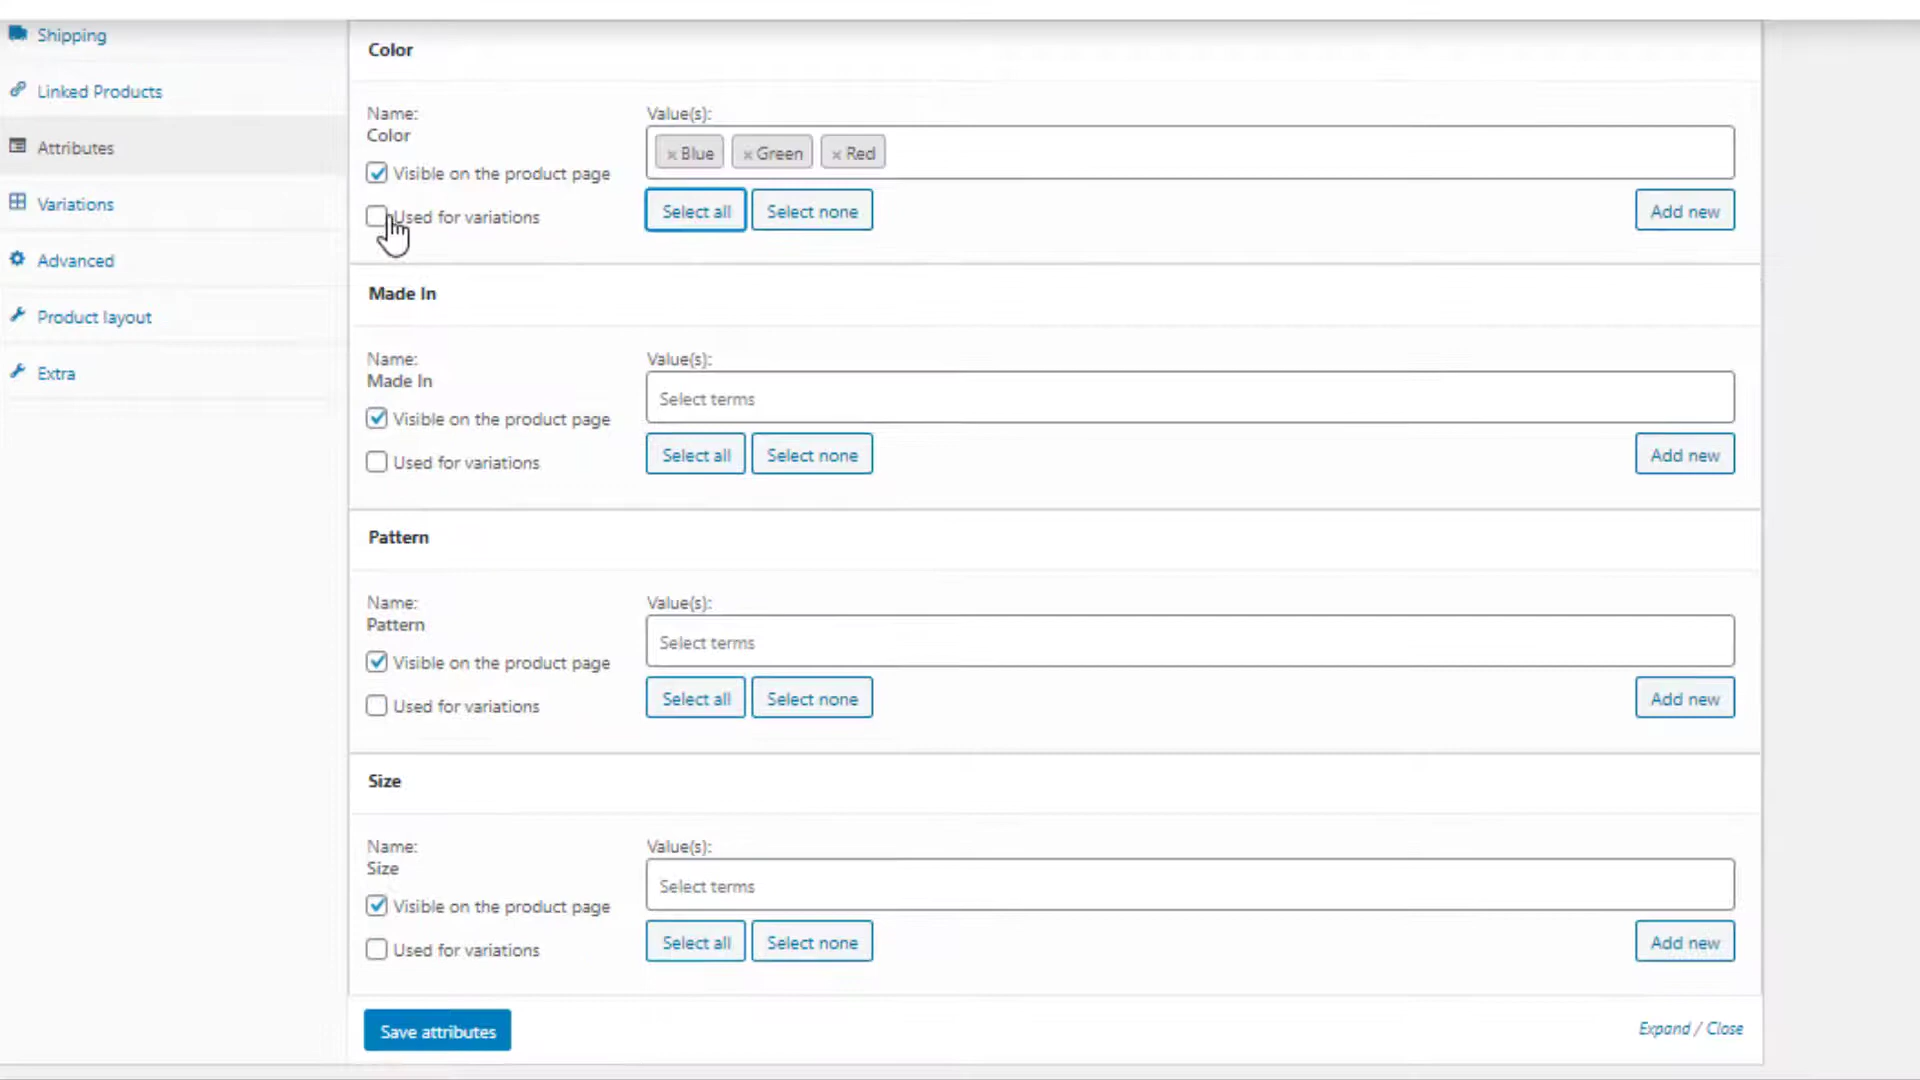 Shipping
Linked Products
Attributes
Variations
Advanced
Product layout
Extra
Color
Name:
Color
Visible on the product page
Used for variations
Value(s):
× Blue × Green × Red
Select all Select none Add new
Made In
Name:
Made In
Visible on the product page
Used for variations
Value(s):
Select terms
Select all Select none Add new
Pattern
Name:
Pattern
Visible on the product page
Used for variations
Value(s):
Select terms
Select all Select none Add new
Size
Name:
Size
Visible on the product page
Used for variations
Value(s):
Select terms
Select all Select none Add new
Save attributes Expand / Close